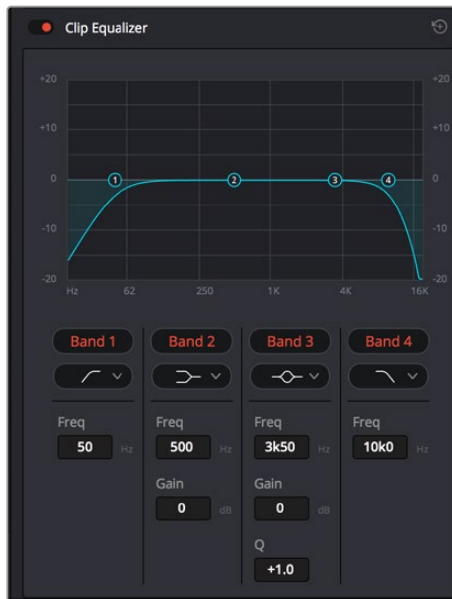 Clip Equalizer
+20 +20
+10 +10
0 1 2 3 4 0
-10 -10
-20 -20
Hz 62 250 1K 4K 16K
Band 1 Band 2 Band 3 Band 4
Freq Freq Freq Freq
50 Hz 500 Hz 3k50 Hz 10k0 Hz
Gain Gain
0 dB 0 dB
Q
+1.0